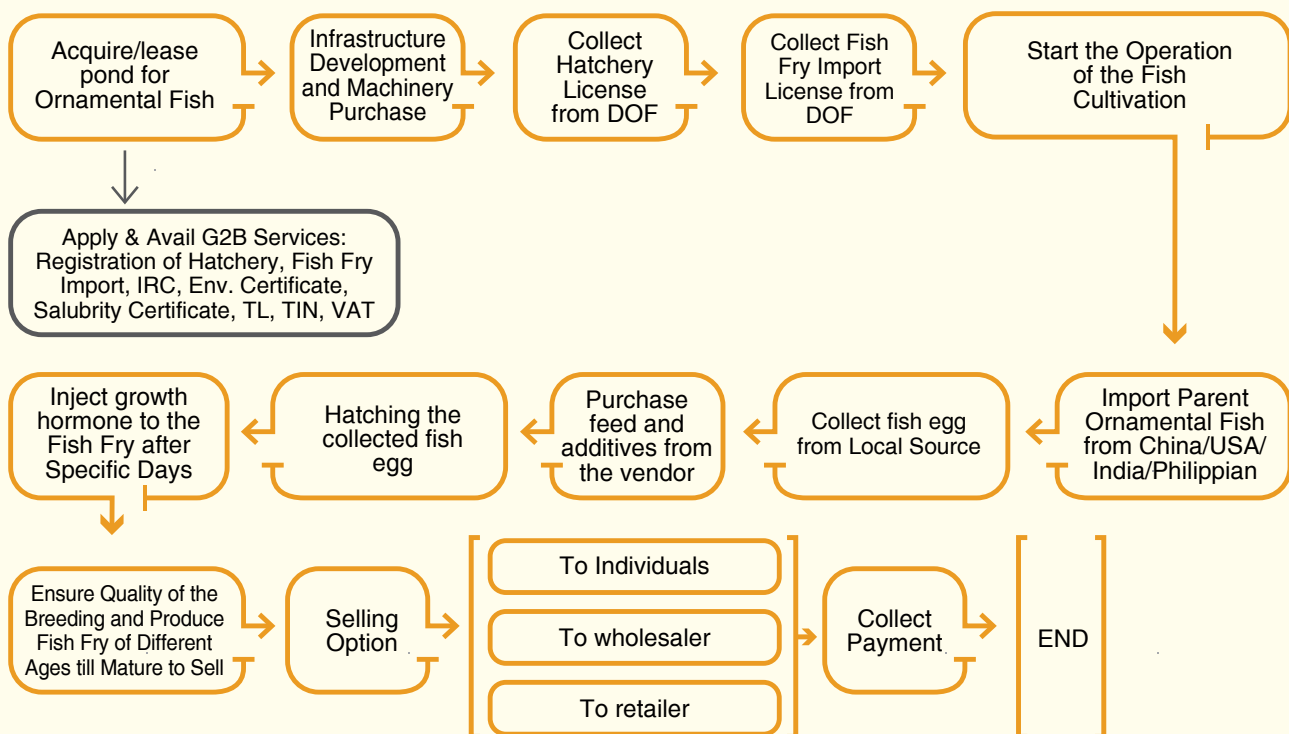 Acquire/lease
pond for
Ornamental Fish
Infrastructure
Development
and Machinery
Purchase
Collect
Hatchery
License
from DOF
Collect Fish
Fry Import
License from
DOF
Start the Operation
of the Fish
Cultivation
Apply & Avail G2B Services:
Registration of Hatchery, Fish Fry
Import, IRC, Env. Certificate,
Salubrity Certificate, TL, TIN, VAT
Import Parent
Ornamental Fish
from China/USA/
India/Philippian
Collect fish egg
from Local Source
Purchase
feed and
additives from
the vendor
Hatching the
collected fish
egg
Inject growth
hormone to the
Fish Fry after
Specific Days
Ensure Quality of the
Breeding and Produce
Fish Fry of Different
Ages till Mature to Sell
Selling
Option
To Individuals
To wholesaler
To retailer
Collect
Payment
END